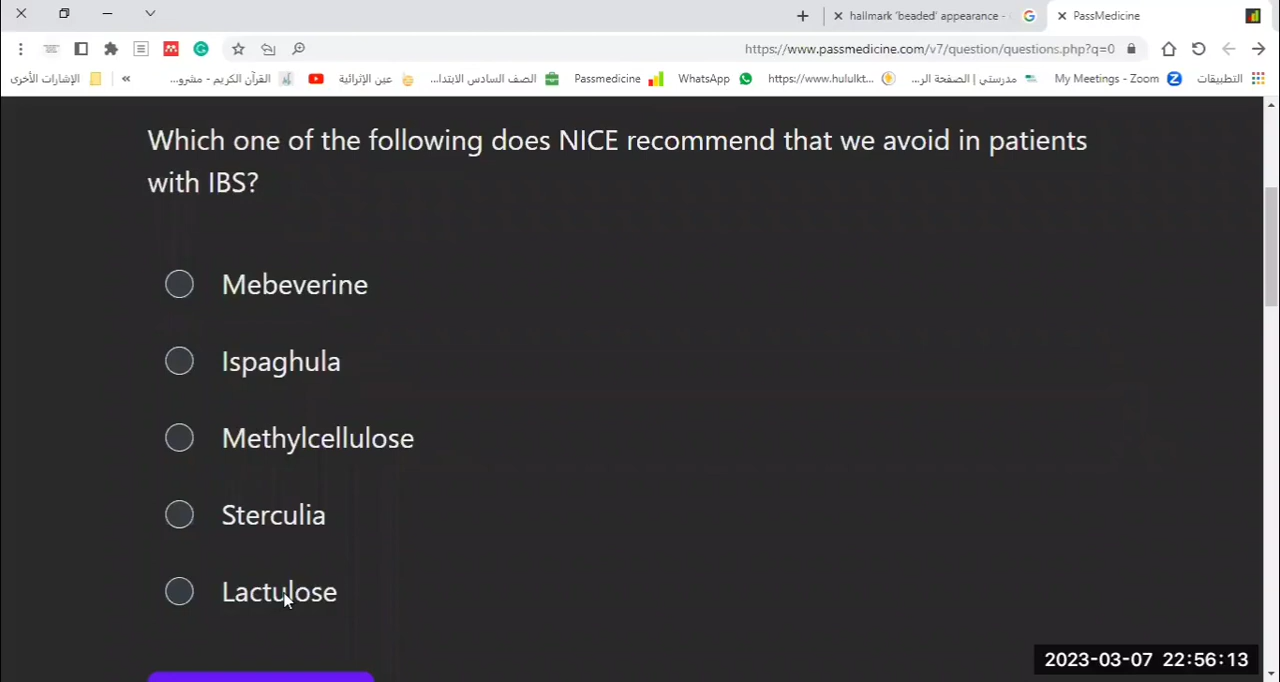 hallmark 'beaded' appearance -
PassMedicine
https://www.passmedicine.com/v7/question/questions.php?q=0
الإشارات الأخرى
»
القرآن الكريم - مشرو...
عين الإثرائية
الصف السادس الابتدا...
Passmedicine
WhatsApp
https://www.hululkt...
مدرستي | الصفحة الر...
My Meetings - Zoom
التطبيقات
Which one of the following does NICE recommend that we avoid in patients
with IBS?
Mebeverine
Ispaghula
Methylcellulose
Sterculia
Lactulose
2023-03-07 22:56:13